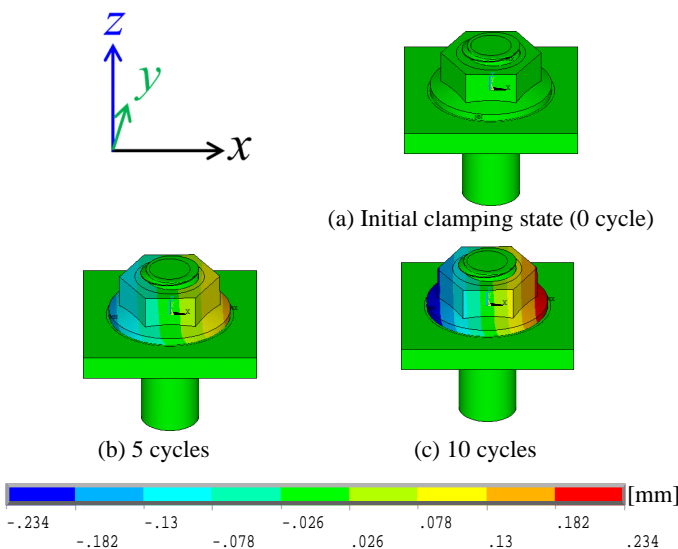 z
y
x
(a) Initial clamping state (0 cycle)
(b) 5 cycles
(c) 10 cycles
[mm]
-.234 -.13 -.026 .078 .182
-.182 -.078 .026 .13 .234